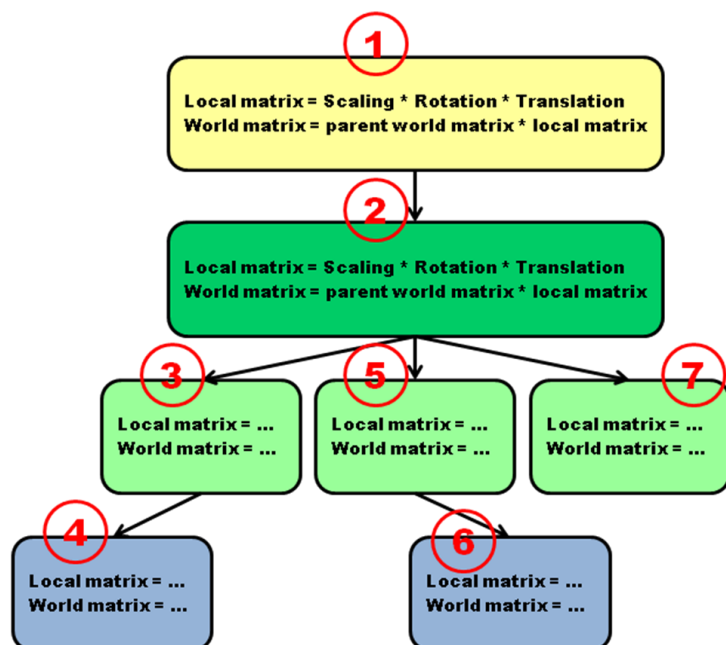 1
Local matrix = Scaling * Rotation * Translation
World matrix = parent world matrix * local matrix
2
Local matrix = Scaling * Rotation * Translation
World matrix = parent world matrix * local matrix
3
Local matrix = ...
World matrix = ...
4
Local matrix = ...
World matrix = ...
5
Local matrix = ...
World matrix = ...
6
Local matrix = ...
World matrix = ...
7
Local matrix = ...
World matrix = ...